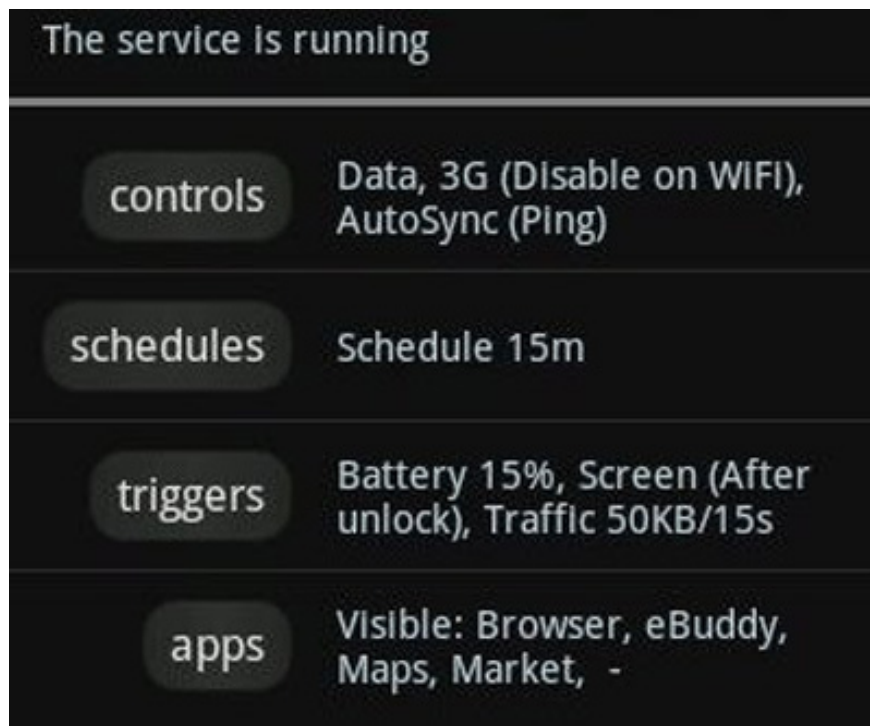 The service is running
controls
Data, 3G (Disable on WiFi),
AutoSync (Ping)
schedules
Schedule 15m
triggers
Battery 15%, Screen (After
unlock), Traffic 50KB/15s
apps
Visible: Browser, eBuddy,
Maps, Market,  -